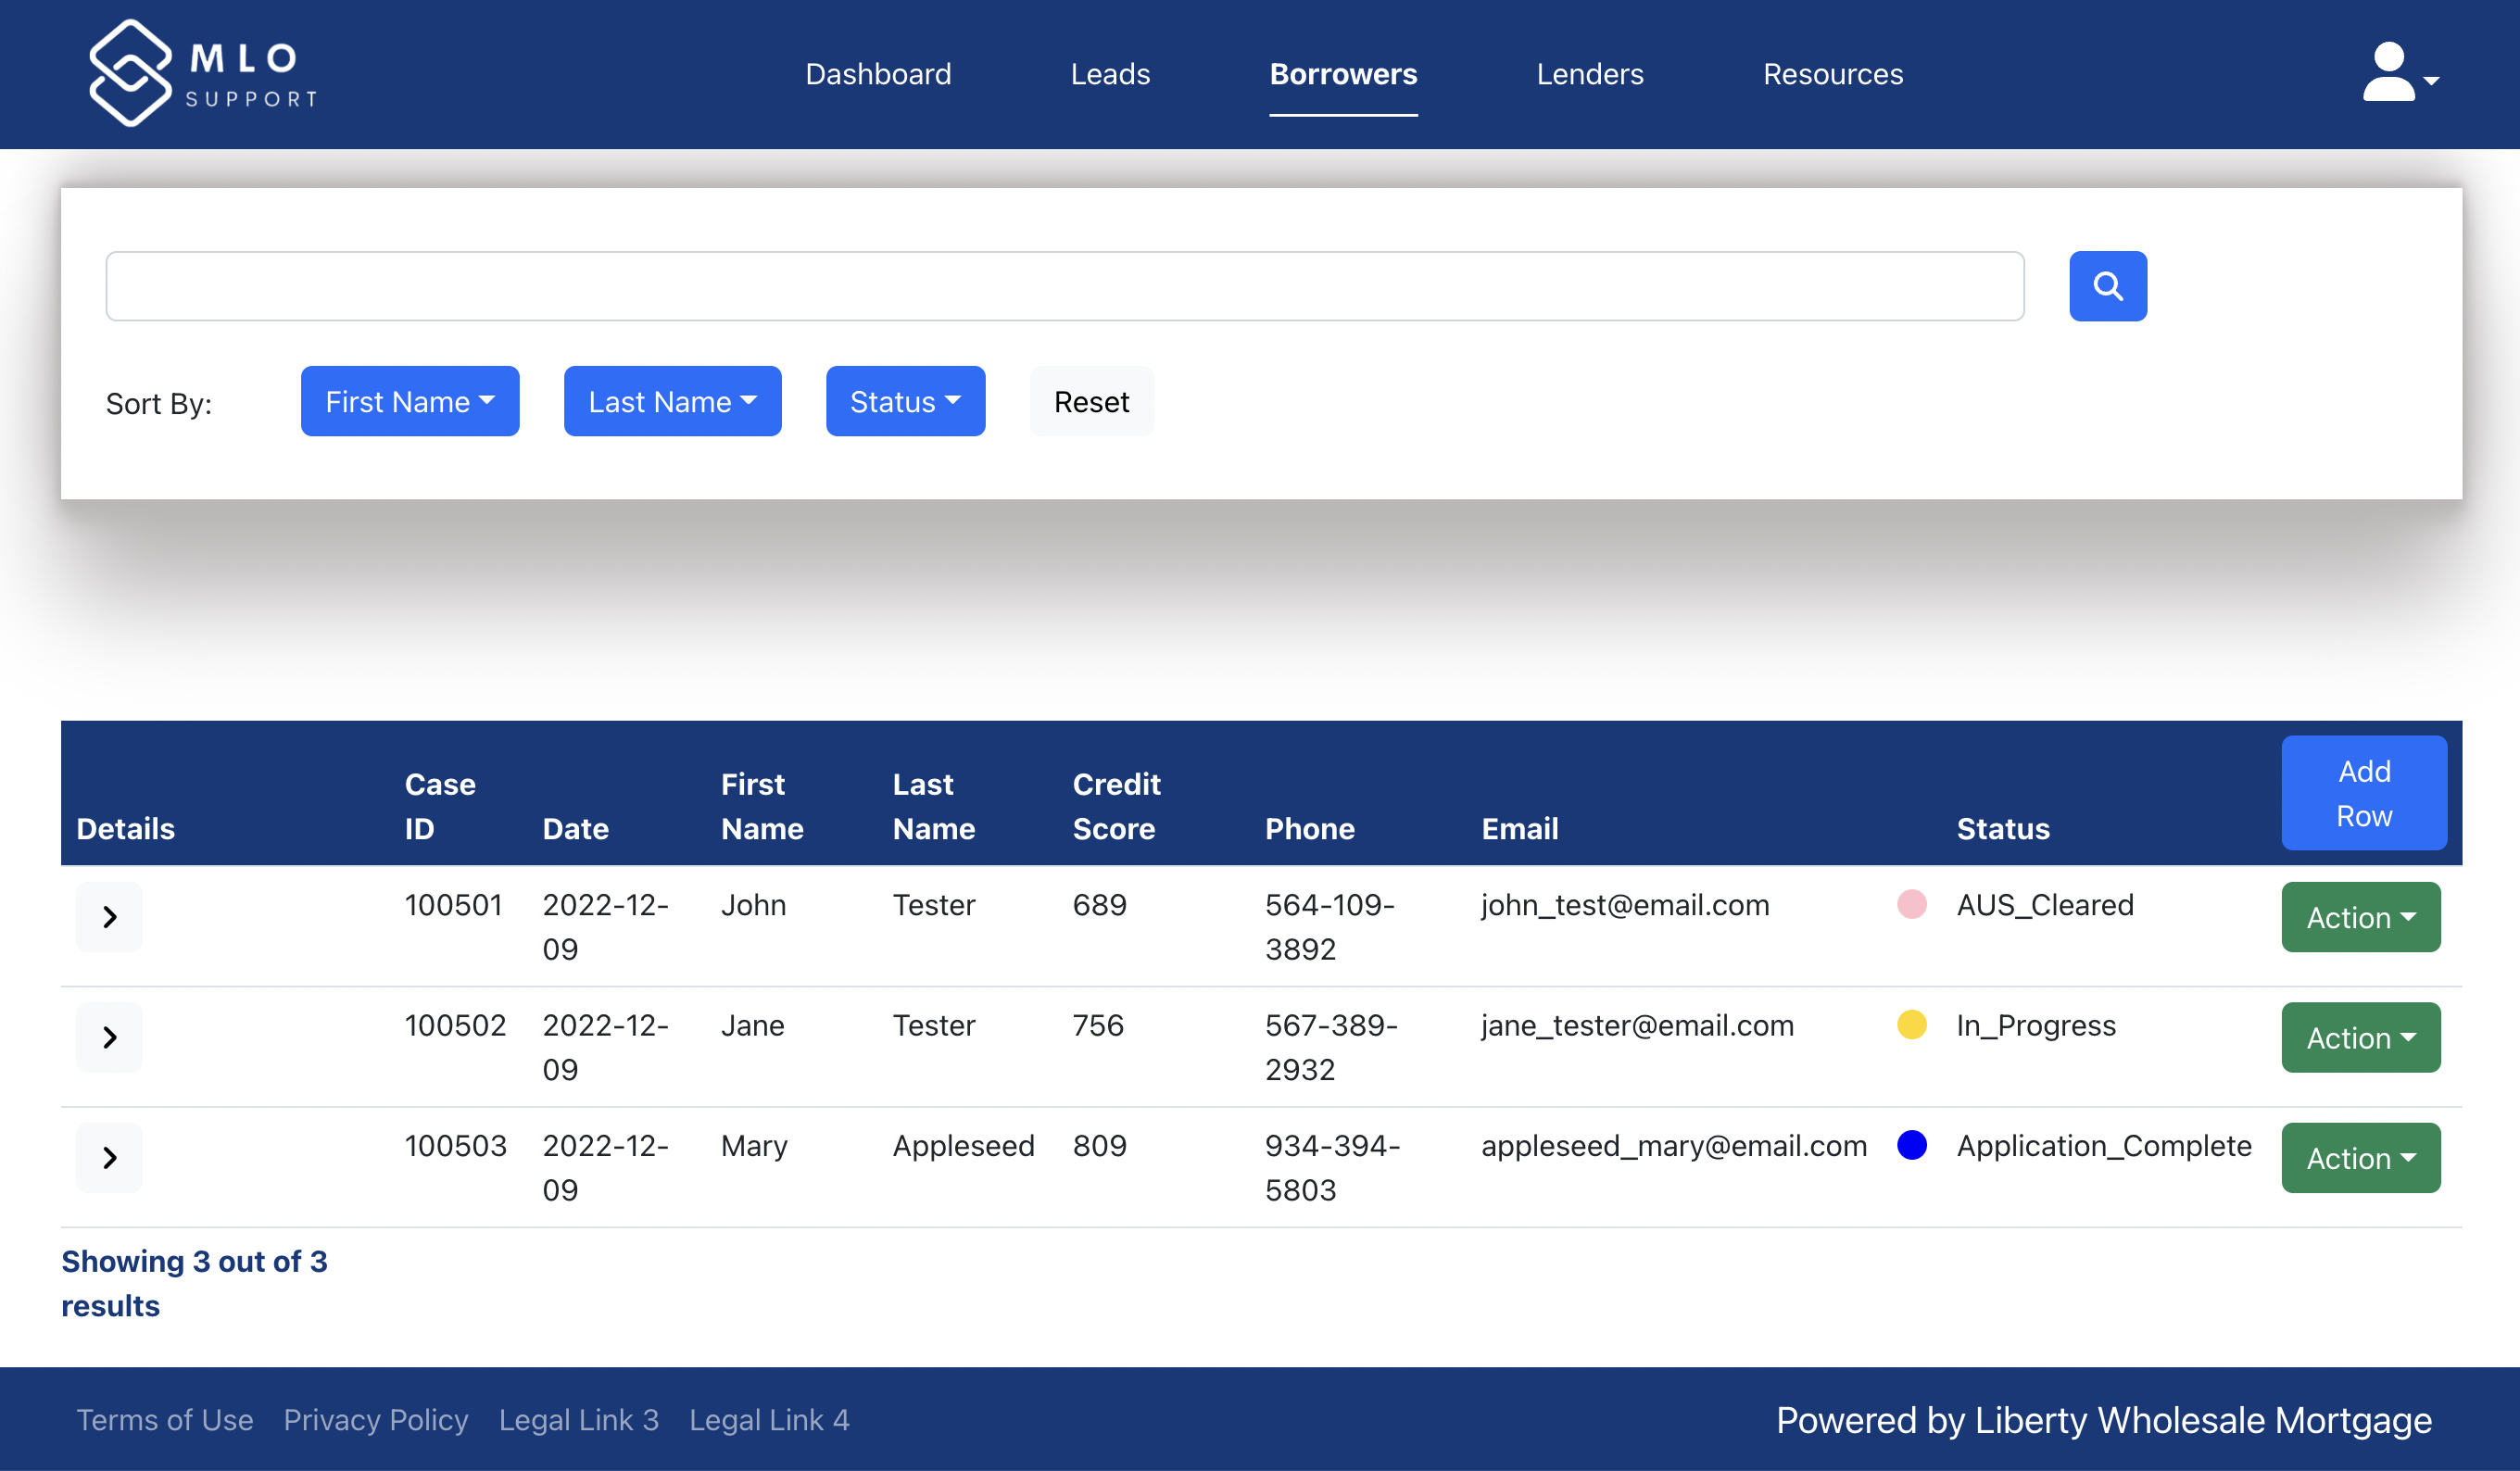 MLO
SUPPORT
Dashboard Leads Borrowers Lenders Resources
Sort By: First Name Last Name Status Reset
Details Case ID Date First Name Last Name Credit Score Phone Email Status Add Row
100501 2022-12-09 John Tester 689 564-109-3892 john_test@email.com AUS_Cleared Action
100502 2022-12-09 Jane Tester 756 567-389-2932 jane_tester@email.com In_Progress Action
100503 2022-12-09 Mary Appleseed 809 934-394-5803 appleseed_mary@email.com Application_Complete Action
Showing 3 out of 3
results
Terms of Use Privacy Policy Legal Link 3 Legal Link 4 Powered by Liberty Wholesale Mortgage